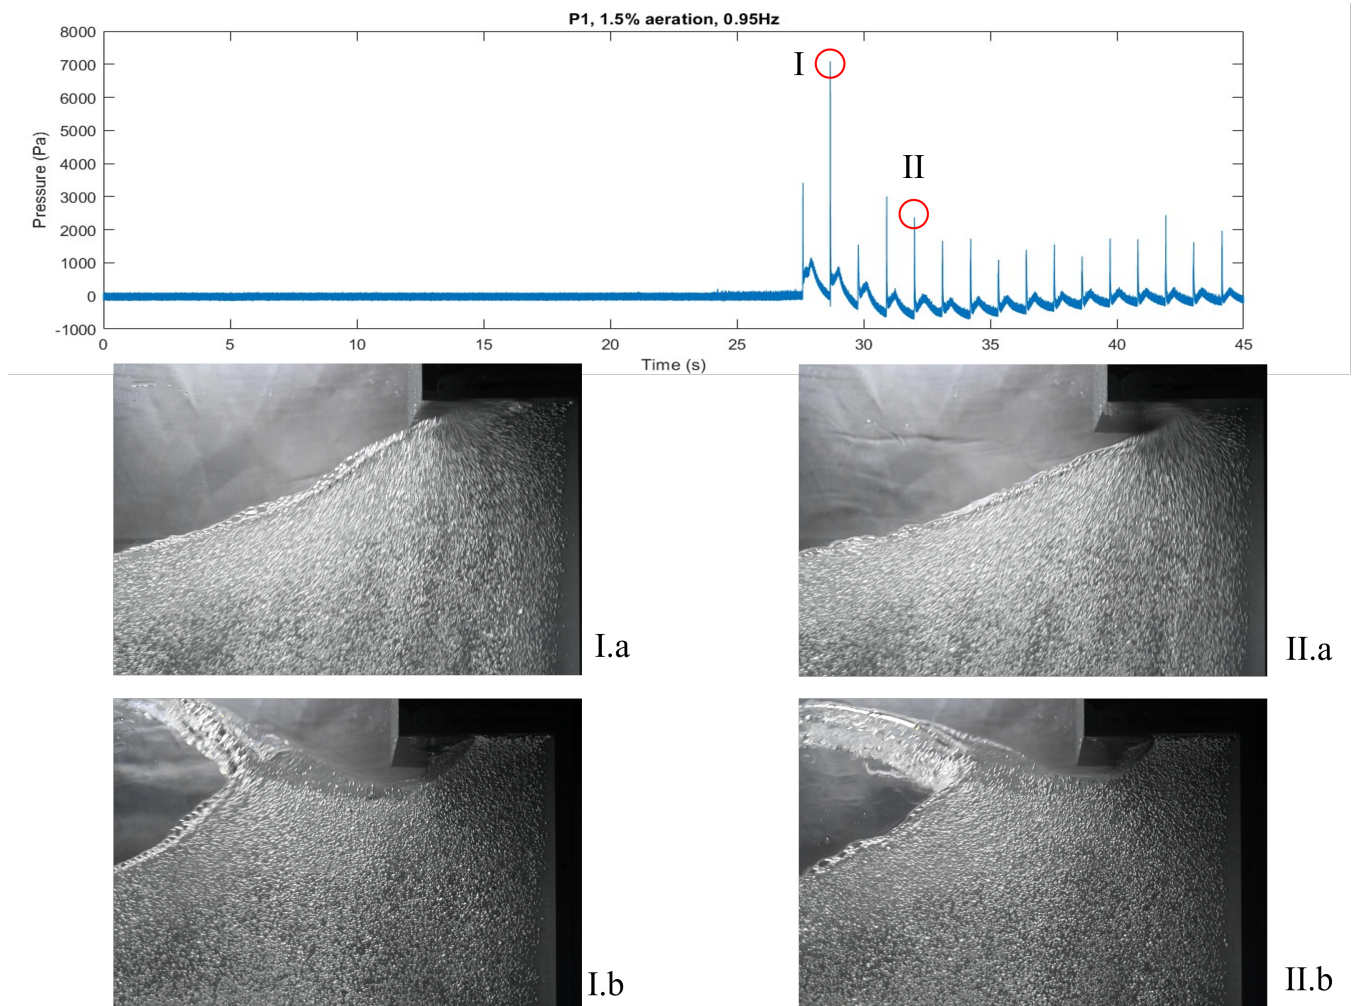 P1, 1.5% aeration, 0.95Hz
8000
7000
6000
5000
4000
3000
2000
1000
0
-1000
Pressure (Pa)
I
II
0 5 10 15 20 25 30 35 40 45
Time (s)
I.a
II.a
I.b
II.b